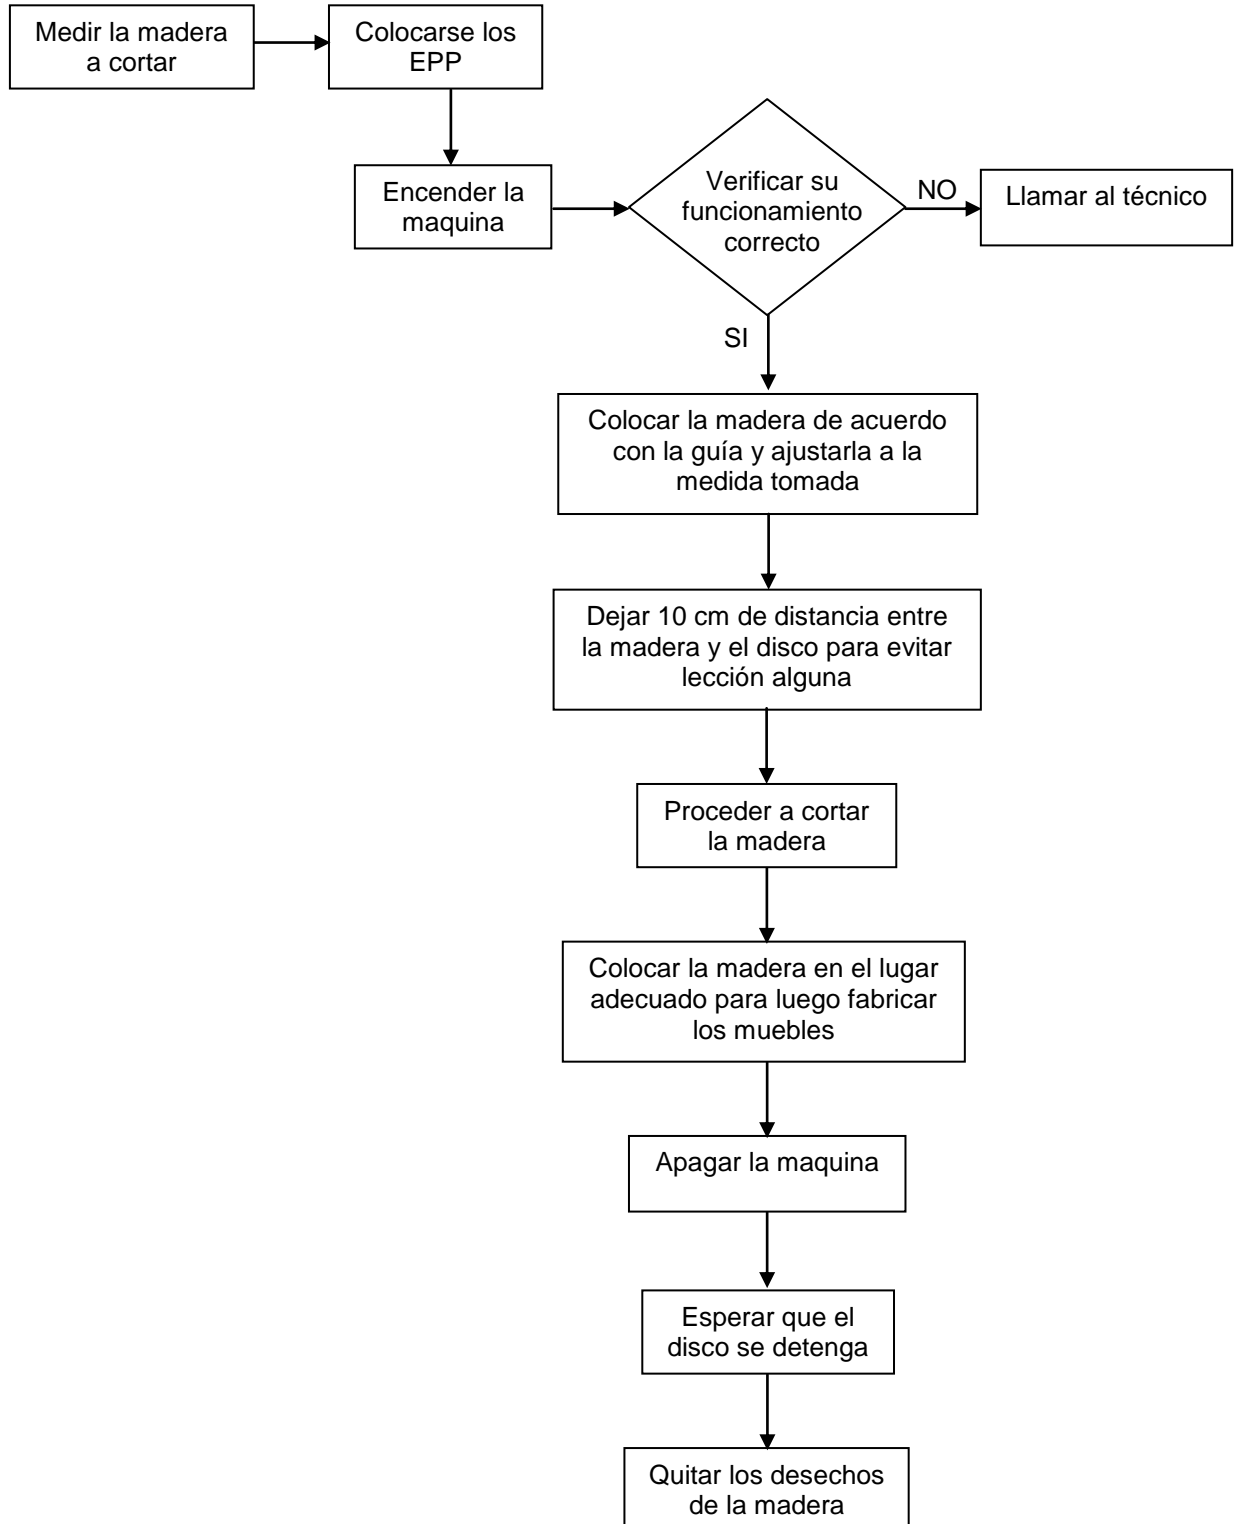 Medir la madera
a cortar
Colocarse los
EPP
Encender la
maquina
Verificar su
funcionamiento
correcto
NO
Llamar al técnico
SI
Colocar la madera de acuerdo
con la guía y ajustarla a la
medida tomada
Dejar 10 cm de distancia entre
la madera y el disco para evitar
lección alguna
Proceder a cortar
la madera
Colocar la madera en el lugar
adecuado para luego fabricar
los muebles
Apagar la maquina
Esperar que el
disco se detenga
Quitar los desechos
de la madera